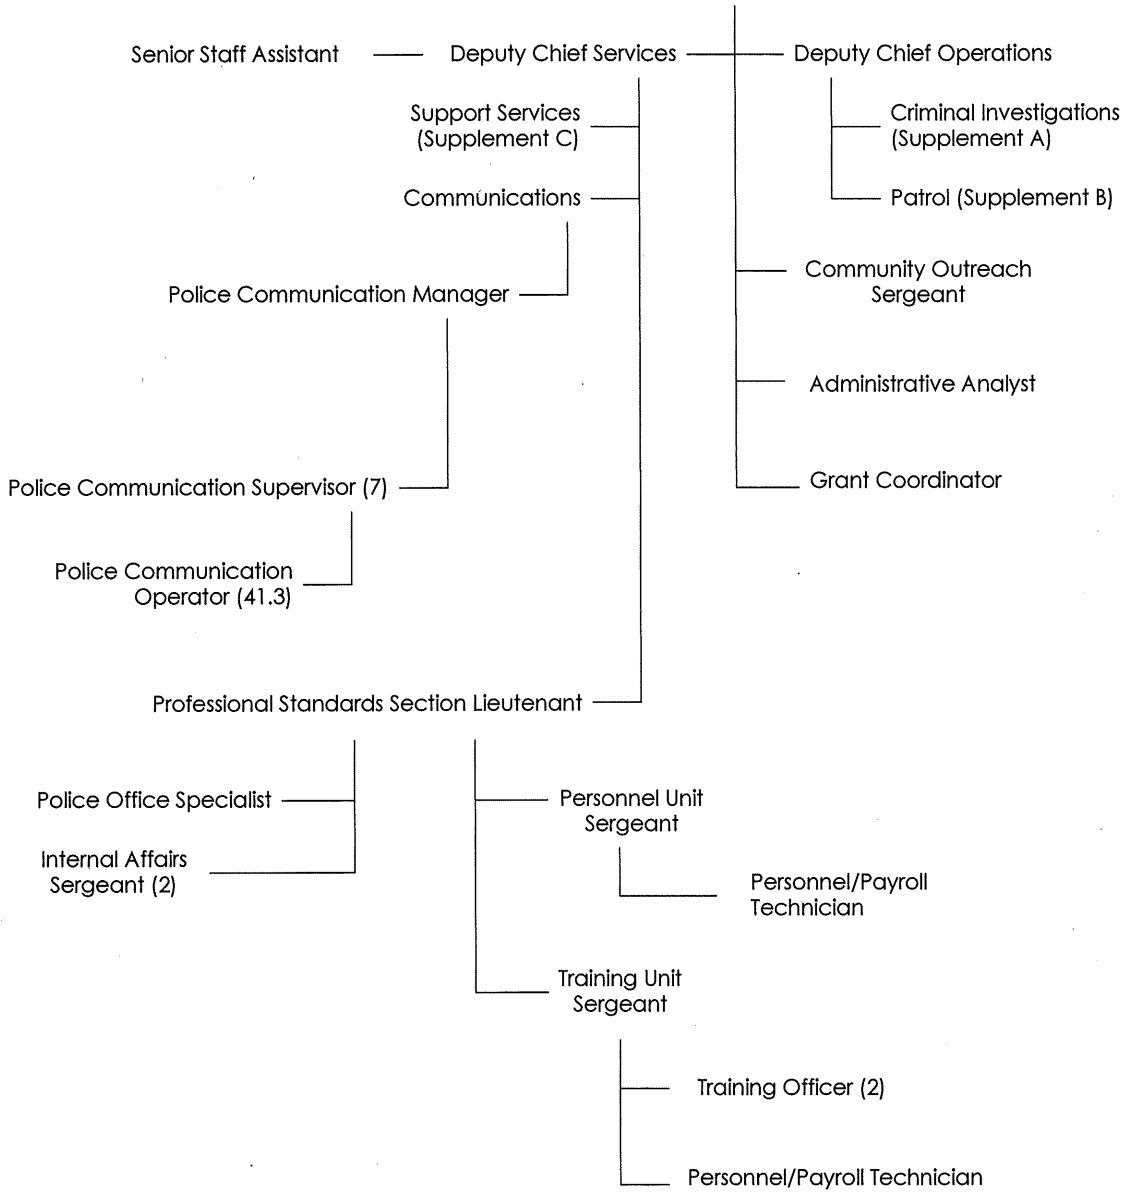 Senior Staff Assistant
Deputy Chief Services
Deputy Chief Operations
Support Services
(Supplement C)
Criminal Investigations
(Supplement A)
Communications
Patrol (Supplement B)
Community Outreach
Sergeant
Police Communication Manager
Administrative Analyst
Grant Coordinator
Police Communication Supervisor (7)
Police Communication
Operator (41.3)
Professional Standards Section Lieutenant
Police Office Specialist
Personnel Unit
Sergeant
Internal Affairs
Sergeant (2)
Personnel/Payroll
Technician
Training Unit
Sergeant
Training Officer (2)
Personnel/Payroll Technician